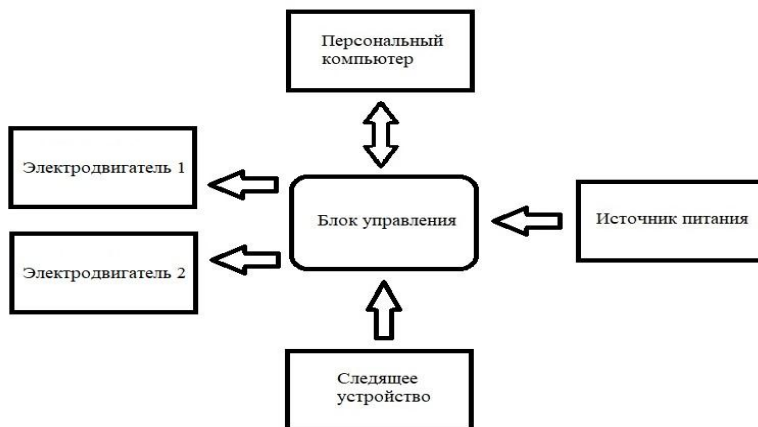 Персональный
компьютер
Электродвигатель 1
Блок управления
Источник питания
Электродвигатель 2
Следящее
устройство